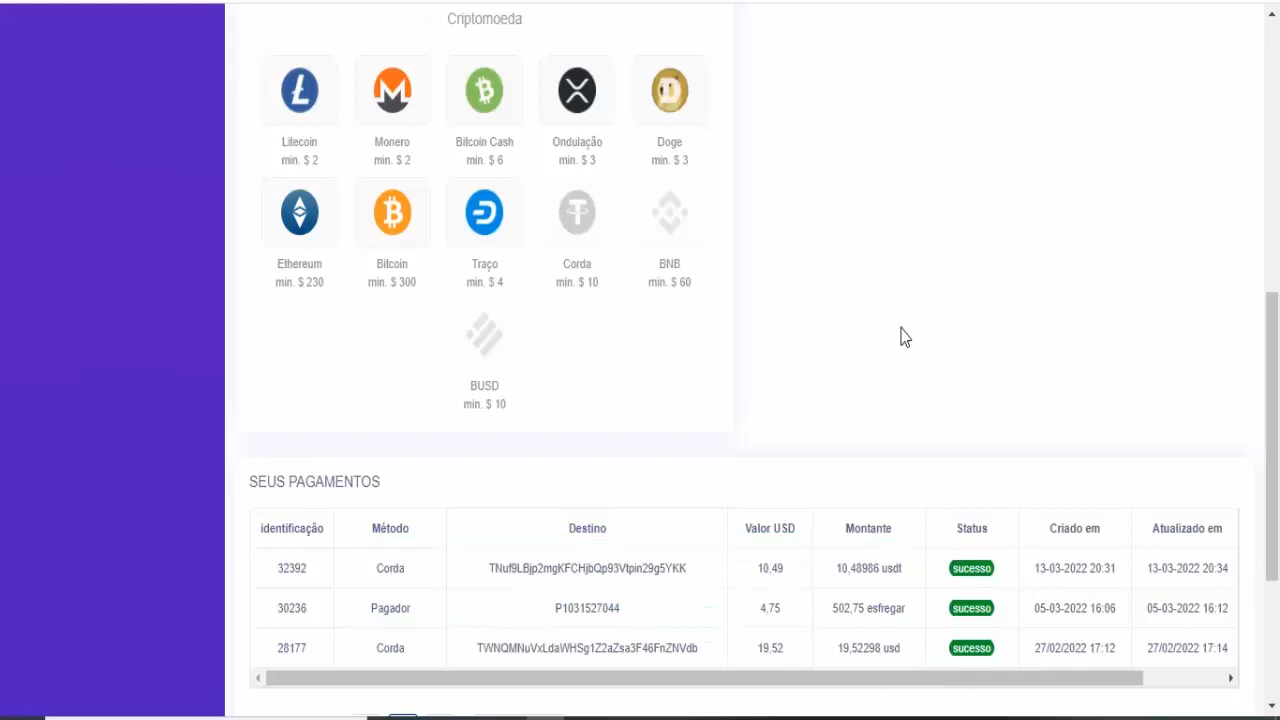 Criptomoeda
Litecoin Monero Bitcoin Cash Ondulação Doge
min. $ 2 min. $ 2 min. $ 6 min. $ 3 min. $ 3
Ethereum Bitcoin Traço Corda BNB
min. $ 230 min. $ 300 min. $ 4 min. $ 10 min. $ 60
BUSD
min. $ 10
SEUS PAGAMENTOS
identificação Método Destino Valor USD Montante Status Criado em Atualizado em
32392 Corda TNuf9LBjp2mgKFCHjbQp93Vtpin29g5YKK 10,49 10,48986 usdt sucesso 13-03-2022 20:31 13-03-2022 20:34
30236 Pagador P1031527044 4,75 502,75 esfregar sucesso 05-03-2022 16:06 05-03-2022 16:12
28177 Corda TWNQMNuVxLdaWHSg1Z2aZsa3F46FnZNVdb 19,52 19,52298 usd sucesso 27/02/2022 17:12 27/02/2022 17:14